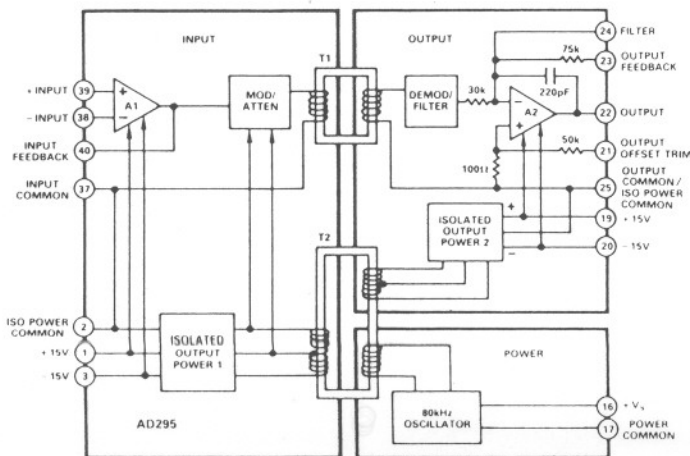 INPUT
T1
+ INPUT
39
+
A1
38
−
− INPUT
INPUT
FEEDBACK
40
INPUT
COMMON
37
MOD/
ATTEN
T2
ISO POWER
COMMON
2
+ 15V
1
− 15V
3
ISOLATED
OUTPUT
POWER 1
AD295
OUTPUT
24
FILTER
75k
23
OUTPUT
FEEDBACK
DEMOD/
FILTER
30k
220pF
−
A2
+
22
OUTPUT
50k
21
OUTPUT
OFFSET TRIM
100Ω
25
OUTPUT
COMMON/
ISO POWER
COMMON
ISOLATED
OUTPUT
POWER 2
+
−
19
+ 15V
20
− 15V
POWER
80kHz
OSCILLATOR
16
+ VS
17
POWER
COMMON